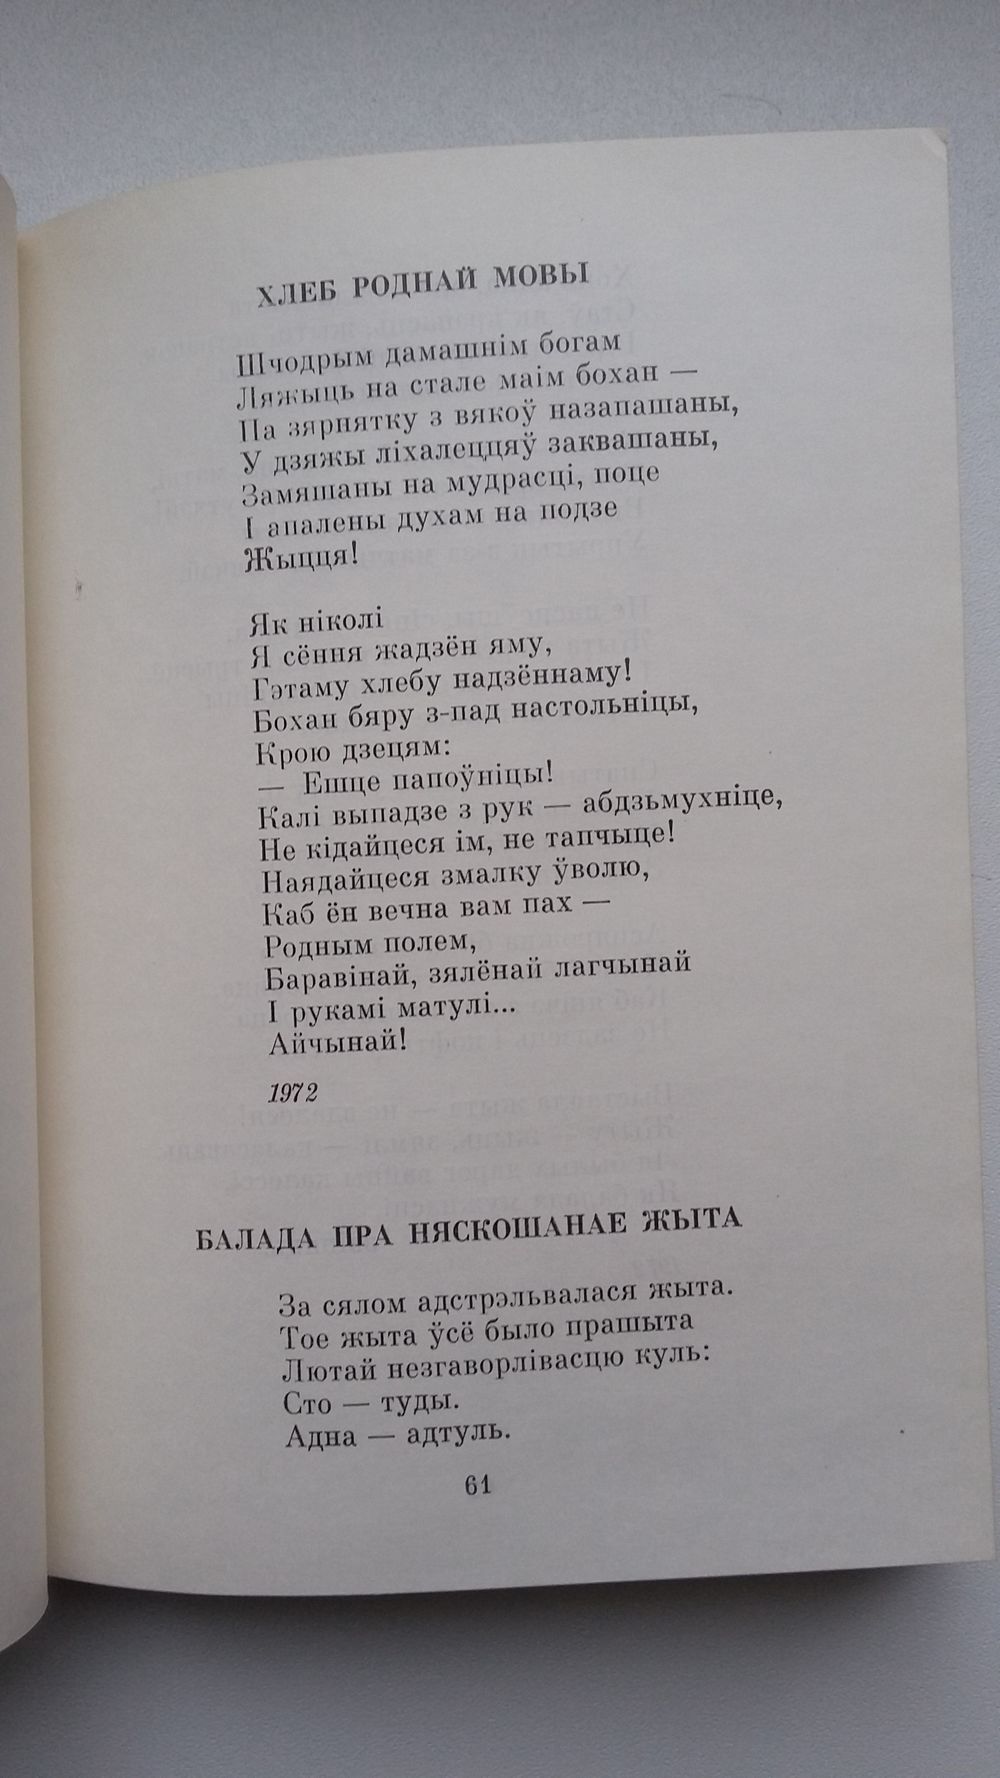 ХЛЕБ РОДНАЙ МОВЫ
Шчодрым дамашнім богам
Ляжыць на стале маім бохан —
Па зярнятку з вякоў назапашаны,
У дзяжы ліхалеццяў заквашаны,
Замяшаны на мудрасці, поце
І апалены духам на подзе
Жыцця!
Як ніколі
Я сёння жадзён яму,
Гэтаму хлебу надзённаму!
Бохан бяру з-пад настольніцы,
Крою дзецям:
— Ешце папоўніцы!
Калі выпадзе з рук — абдзьмухніце,
Не кідайцеся ім, не тапчыце!
Наядайцеся змалку ўволю,
Каб ён вечна вам пах —
Родным полем,
Баравінай, зялёнай лагчынай
І рукамі матулі...
Айчынай!
1972
БАЛАДА ПРА НЯСКОШАНАЕ ЖЫТА
За сялом адстрэльвалася жыта.
Тое жыта ўсё было прашыта
Лютай незгаворлівасцю куль:
Сто — туды.
Адна — адтуль.
61